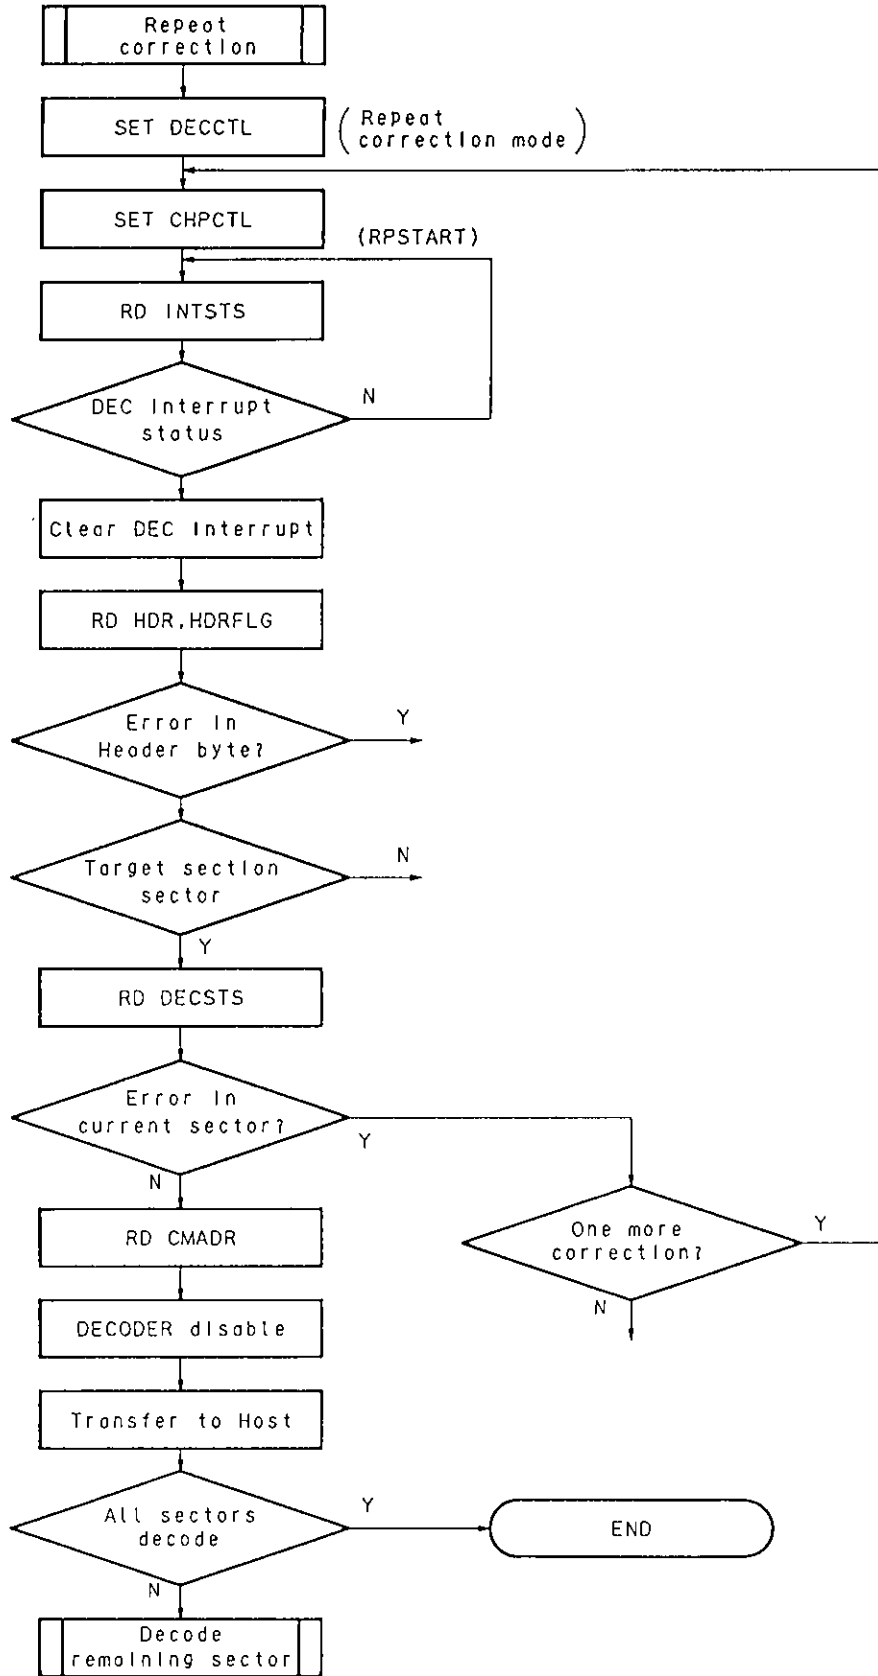 Repeat
correction
SET DECCTL
(Repeat
correction mode)
SET CHPCTL
(RPSTART)
RD INTSTS
DEC Interrupt
status
N
Clear DEC Interrupt
RD HDR,HDRFLG
Error In
Header byte?
Y
Target section
sector
N
Y
RD DECSTS
Error In
current sector?
Y
N
RD CMADR
One more
correction?
Y
N
DECODER disable
Transfer to Host
All sectors
decode
Y
END
N
Decode
remaining sector